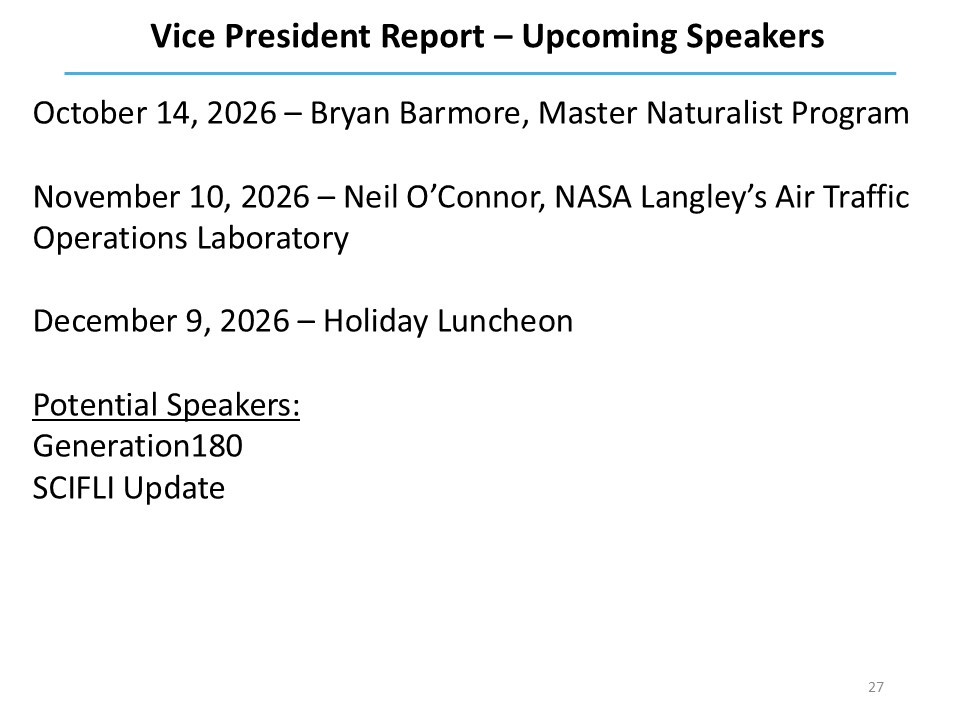 Vice President Report – Upcoming Speakers
October 14, 2026 – Bryan Barmore, Master Naturalist Program
November 10, 2026 – Neil O’Connor, NASA Langley’s Air Traffic
Operations Laboratory
December 9, 2026 – Holiday Luncheon
Potential Speakers:
Generation180
SCIFLI Update
27